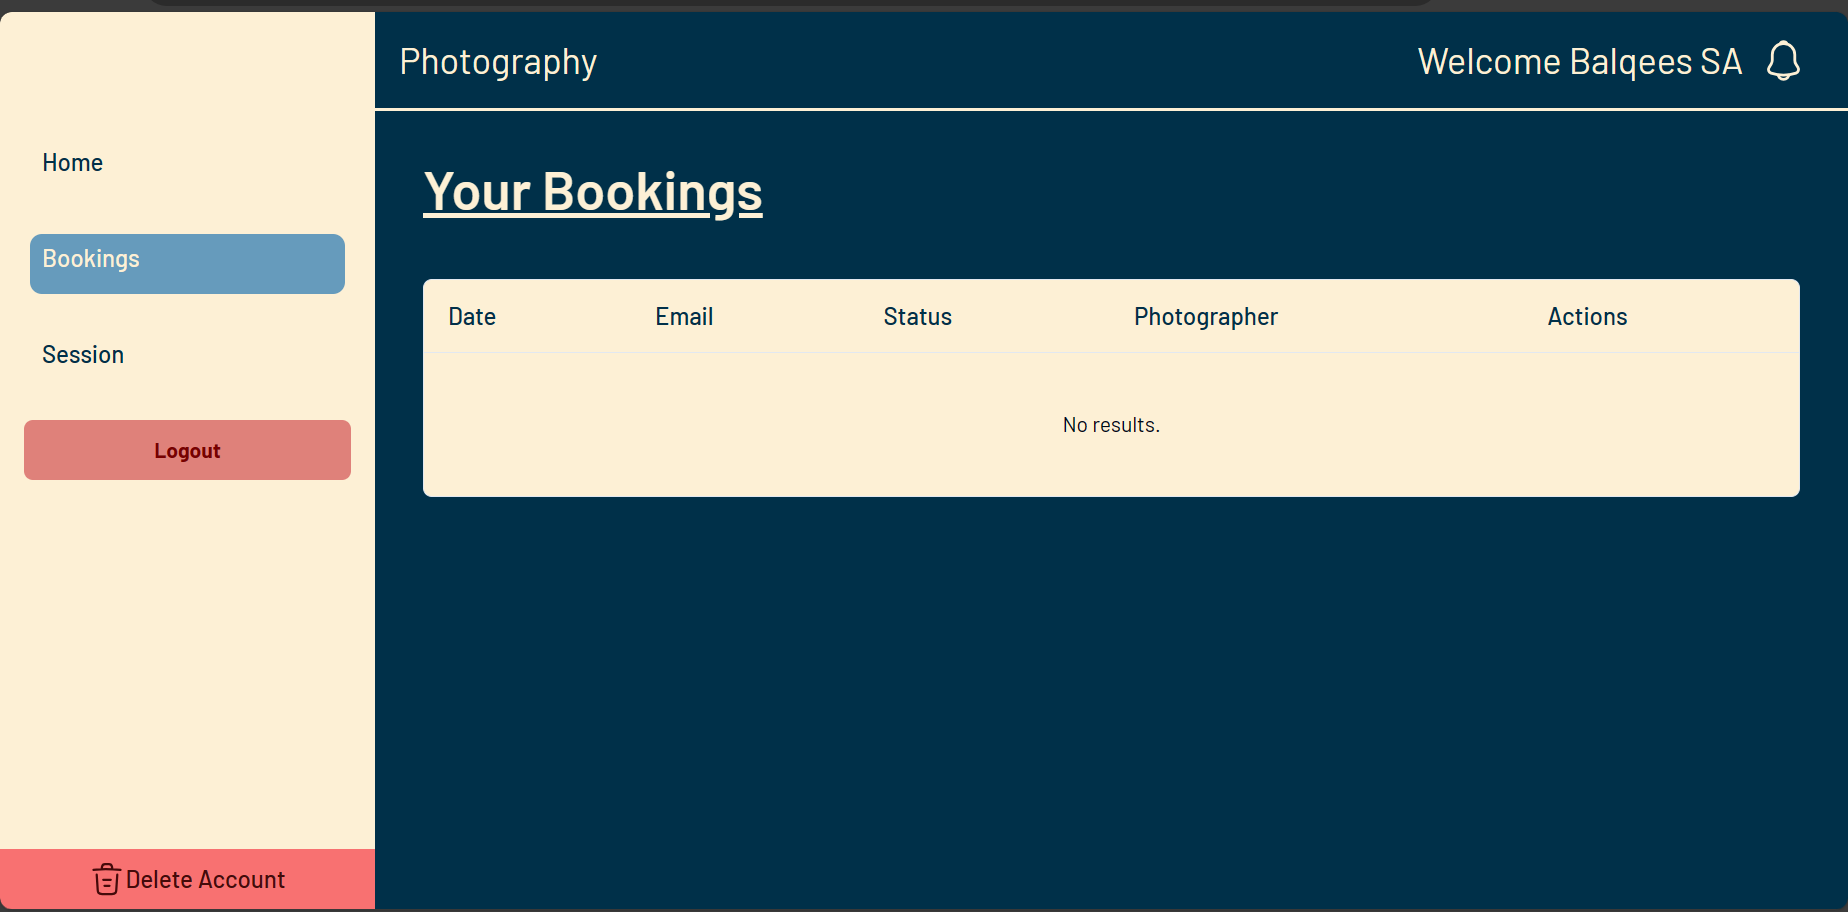 Photography
Welcome Balqees SA
Home
Bookings
Session
Logout
Delete Account
Your Bookings
Date Email Status Photographer Actions
No results.